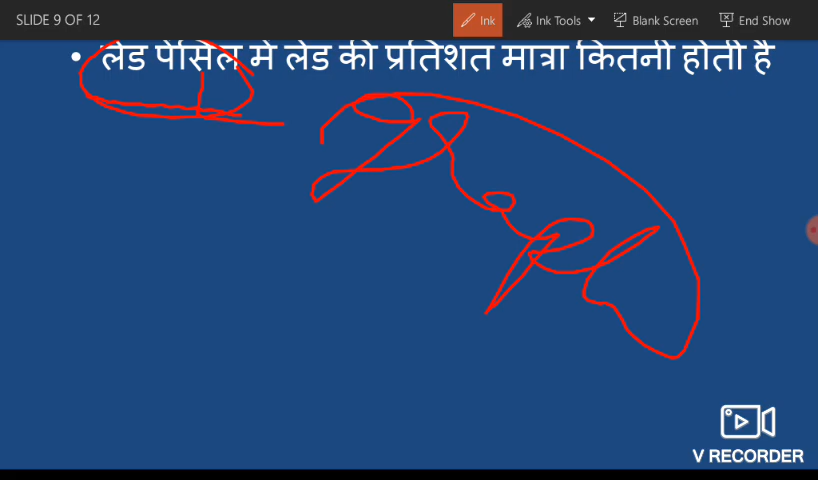 SLIDE 9 OF 12 Ink Ink Tools Blank Screen End Show
• लेड पेंसिल में लेड की प्रतिशत मात्रा कितनी होती है
V RECORDER